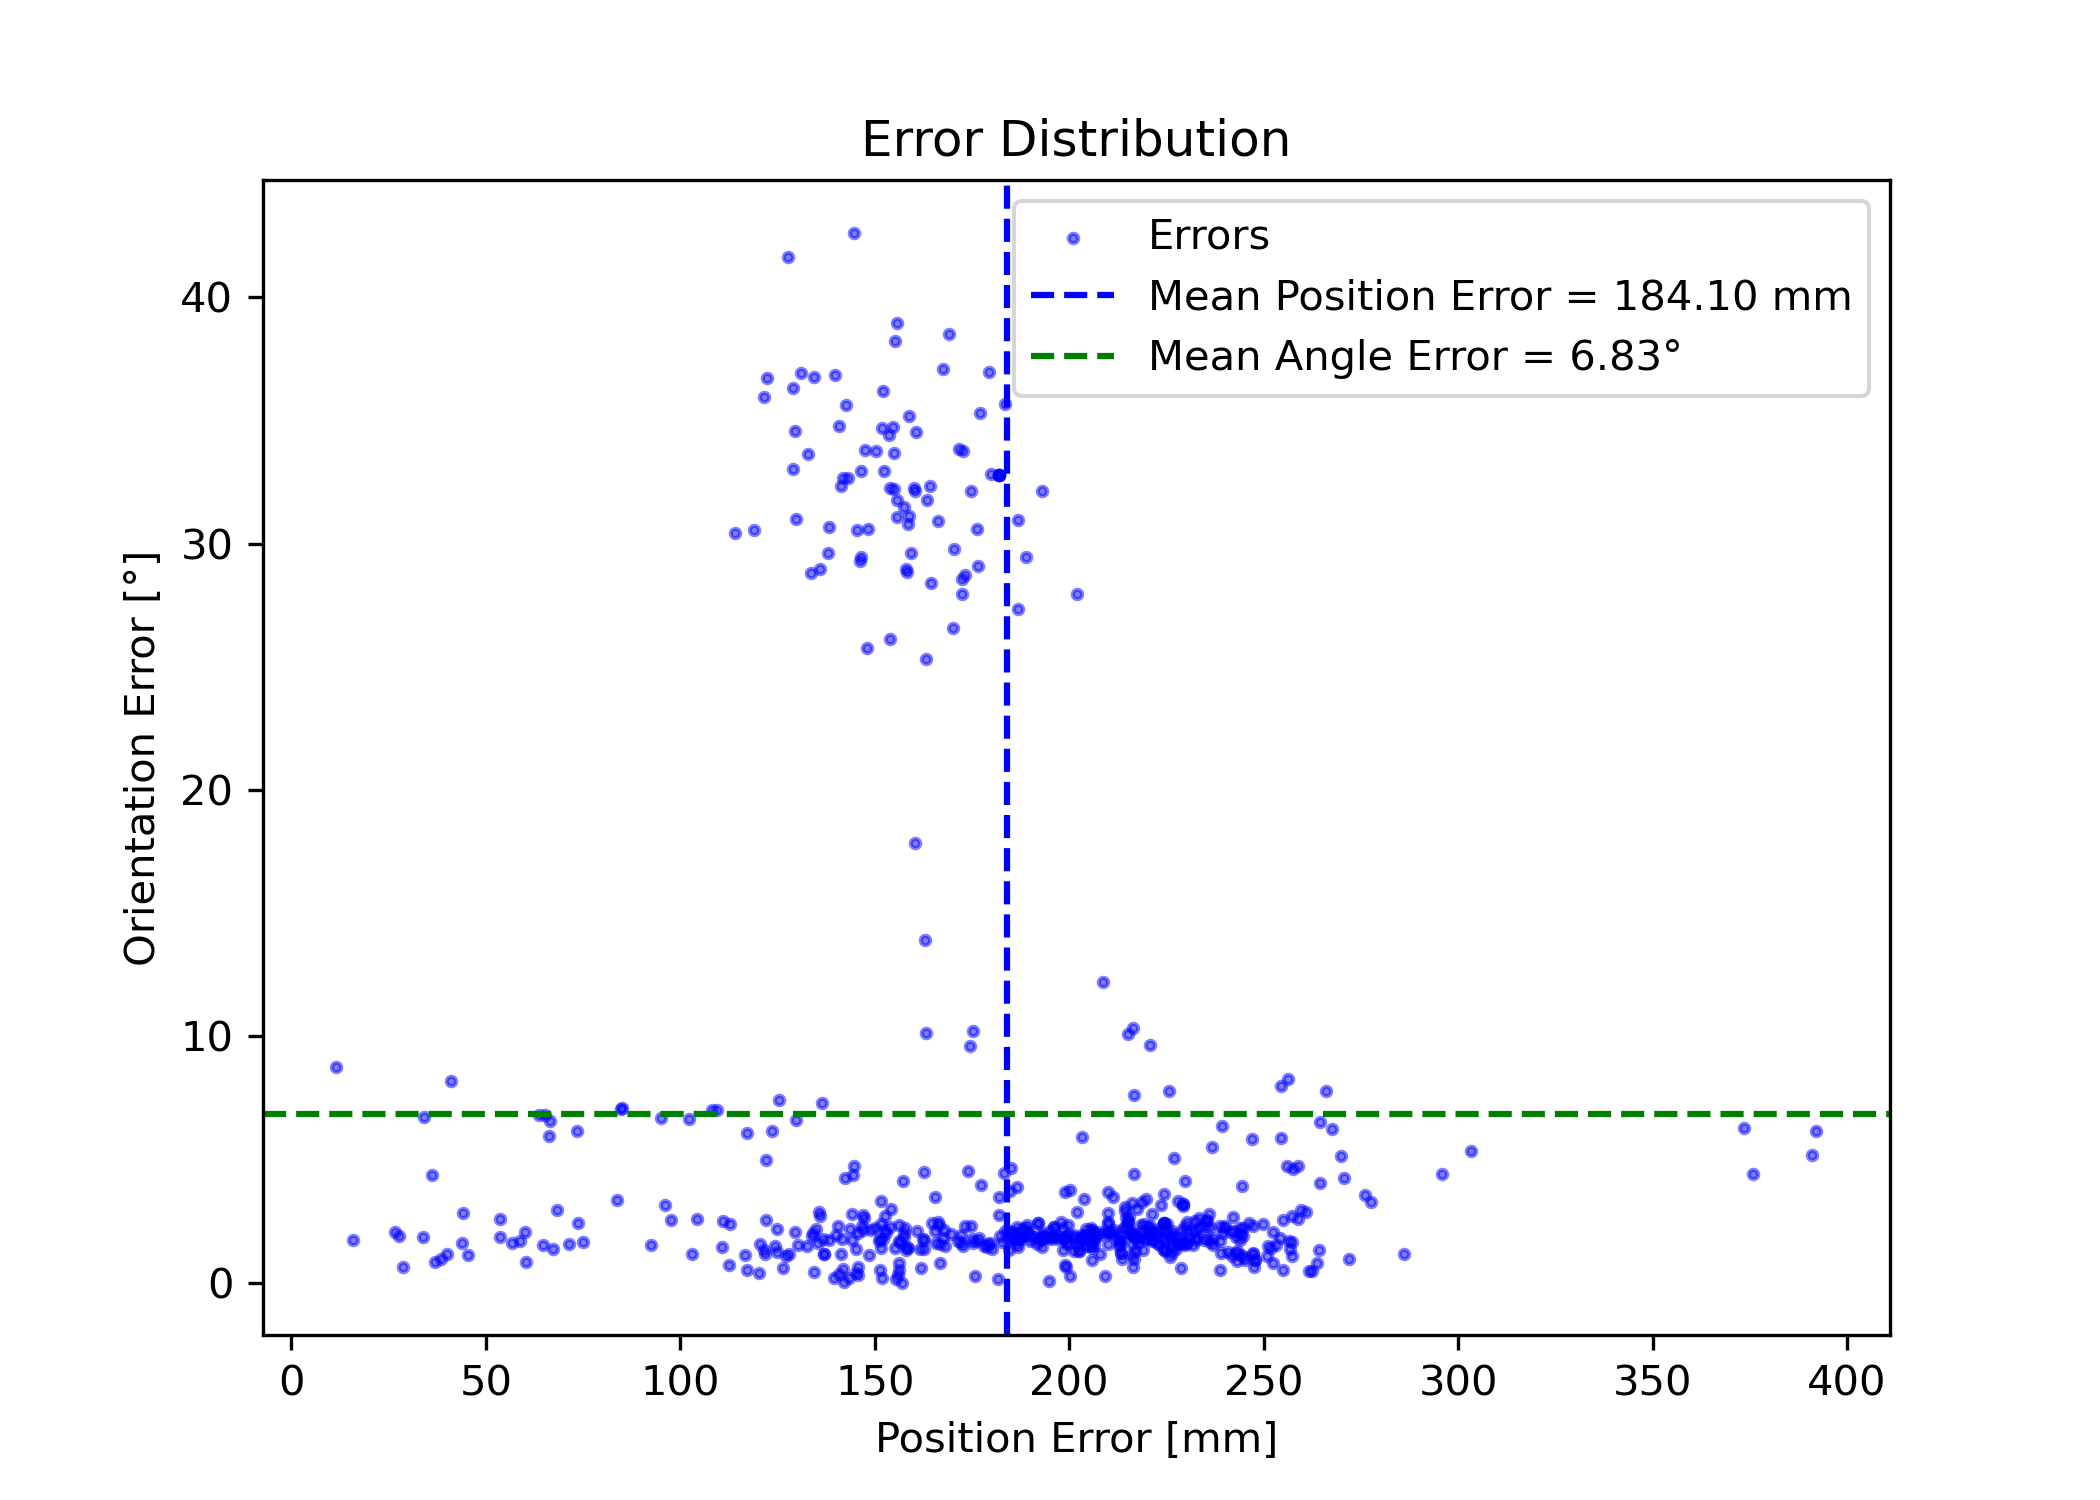 Error Distribution
Errors
Mean Position Error = 184.10 mm
Mean Angle Error = 6.83°
Orientation Error [°]
40
30
20
10
0
0 50 100 150 200 250 300 350 400
Position Error [mm]